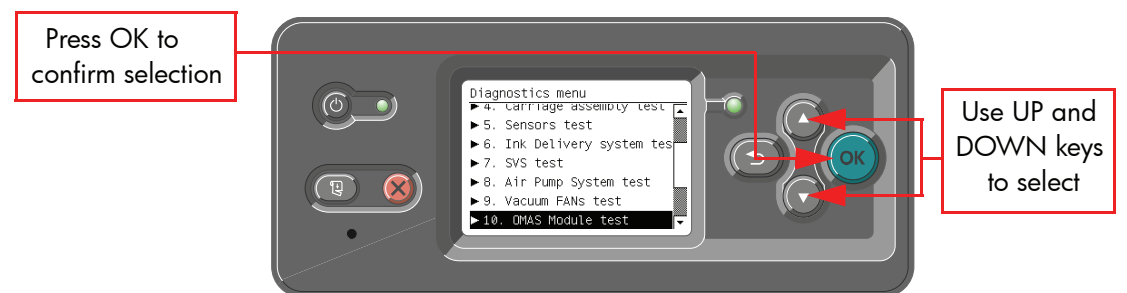 Press OK to
confirm selection
Diagnostics menu
▶ 4. Carriage assembly test
▶ 5. Sensors test
▶ 6. Ink Delivery system tes
▶ 7. SVS test
▶ 8. Air Pump System test
▶ 9. Vacuum FANs test
▶ 10. OMAS Module test
OK
Use UP and
DOWN keys
to select